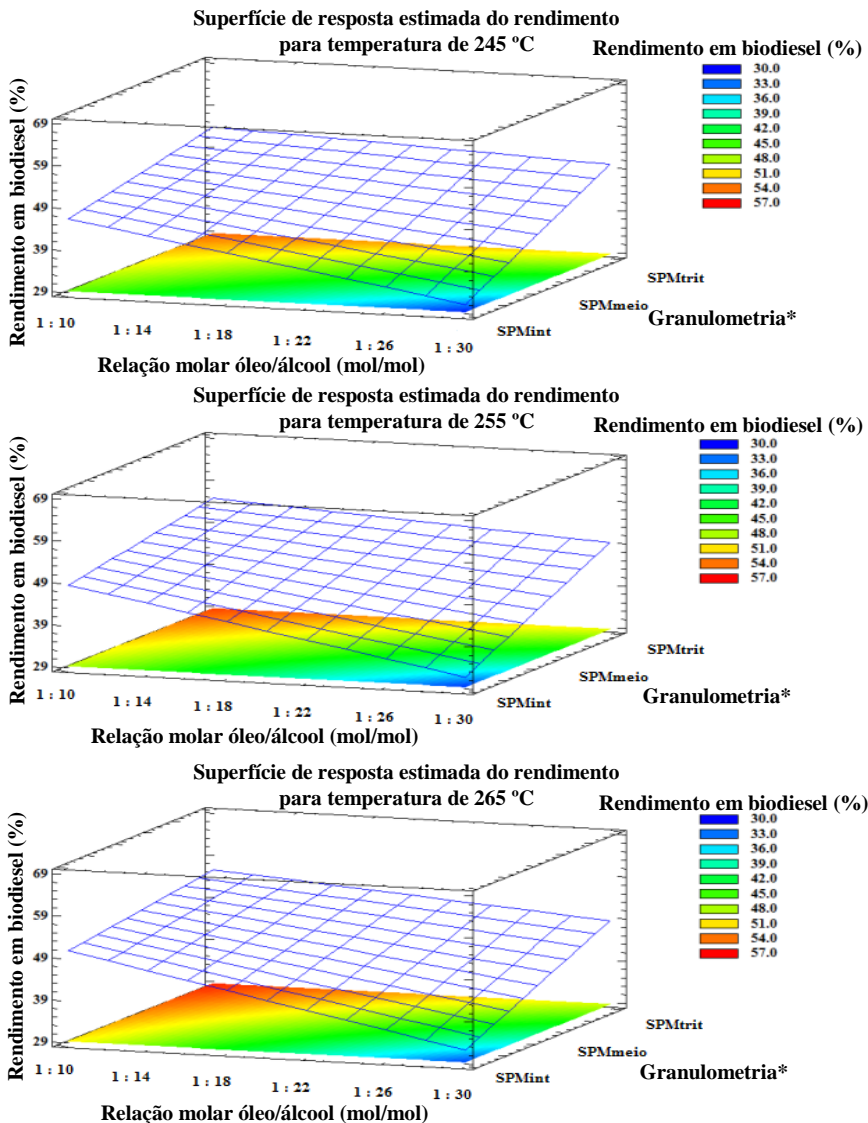 Superfície de resposta estimada do rendimento
para temperatura de 245 ºC
Rendimento em biodiesel (%)
30.0
33.0
36.0
39.0
42.0
45.0
48.0
51.0
54.0
57.0
Rendimento em biodiesel (%)
69
59
49
39
29
1 : 10
1 : 14
1 : 18
1 : 22
1 : 26
1 : 30
Relação molar óleo/álcool (mol/mol)
SPMint
SPMmeio
SPMtrit
Granulometria*
Superfície de resposta estimada do rendimento
para temperatura de 255 ºC
Rendimento em biodiesel (%)
30.0
33.0
36.0
39.0
42.0
45.0
48.0
51.0
54.0
57.0
Rendimento em biodiesel (%)
69
59
49
39
29
1 : 10
1 : 14
1 : 18
1 : 22
1 : 26
1 : 30
Relação molar óleo/álcool (mol/mol)
SPMint
SPMmeio
SPMtrit
Granulometria*
Superfície de resposta estimada do rendimento
para temperatura de 265 ºC
Rendimento em biodiesel (%)
30.0
33.0
36.0
39.0
42.0
45.0
48.0
51.0
54.0
57.0
Rendimento em biodiesel (%)
69
59
49
39
29
1 : 10
1 : 14
1 : 18
1 : 22
1 : 26
1 : 30
Relação molar óleo/álcool (mol/mol)
SPMint
SPMmeio
SPMtrit
Granulometria*